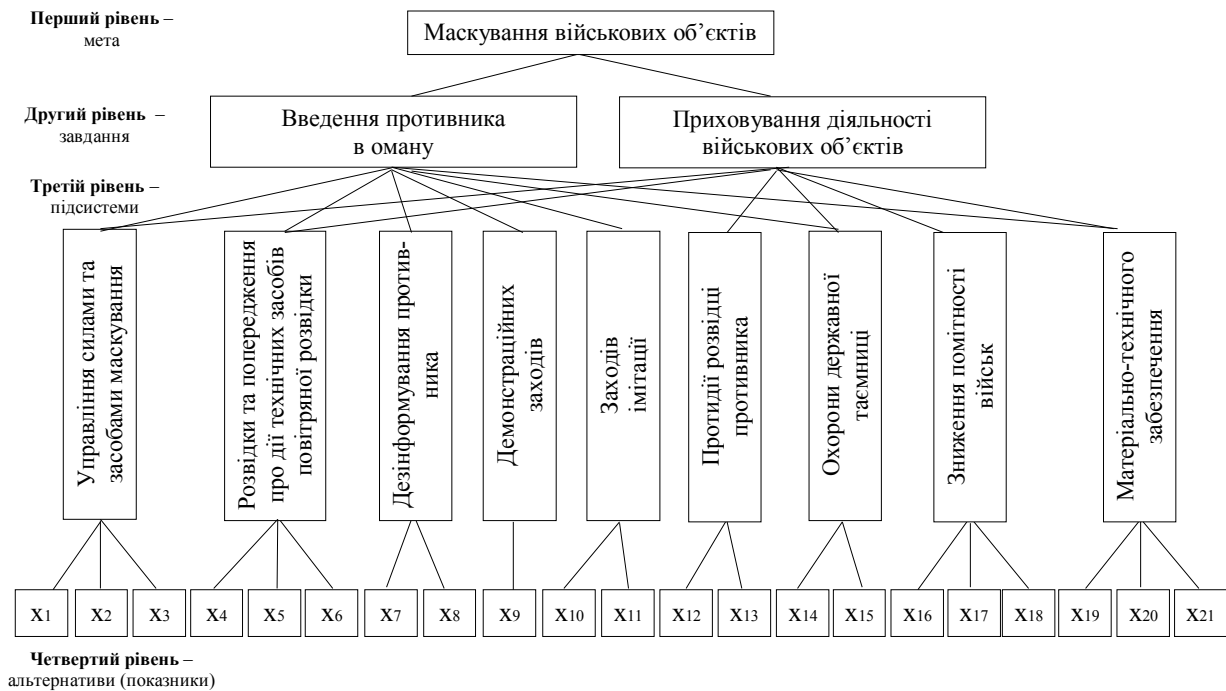 Перший рівень –
мета
Маскування військових об’єктів
Другий рівень –
завдання
Введення противника
в оману
Приховування діяльності
військових об’єктів
Третій рівень –
підсистеми
Управління силами та
засобами маскування
Розвідки та попередження
про дії технічних засобів
повітряної розвідки
Дезінформування против-
ника
Демонстраційних
заходів
Заходів
імітації
Протидії розвідці
противника
Охорони державної
таємниці
Зниження помітності
військ
Матеріально-технічного
забезпечення
x1 x2 x3 x4 x5 x6 x7 x8 x9 x10 x11 x12 x13 x14 x15 x16 x17 x18 x19 x20 x21
Четвертий рівень –
альтернативи (показники)